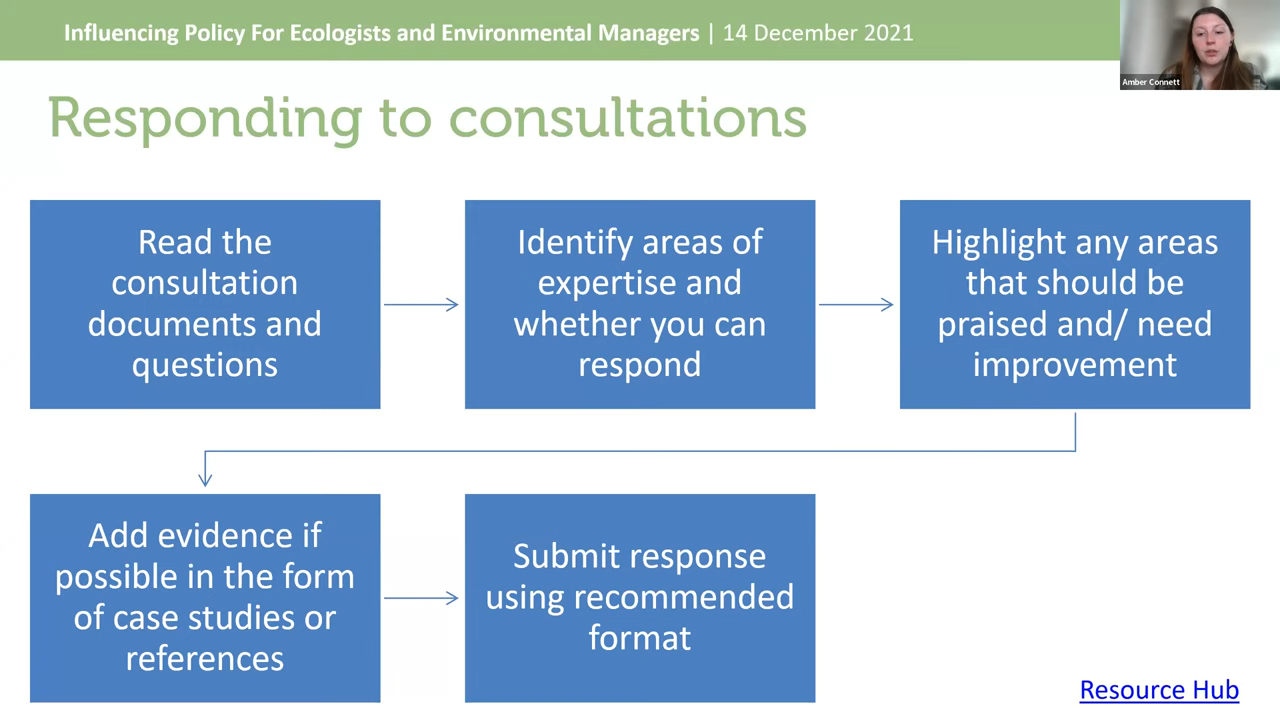 Influencing Policy For Ecologists and Environmental Managers | 14 December 2021
Amber Connett
Responding to consultations
Read the
consultation
documents and
questions
Identify areas of
expertise and
whether you can
respond
Highlight any areas
that should be
praised and/ need
improvement
Add evidence if
possible in the form
of case studies or
references
Submit response
using recommended
format
Resource Hub